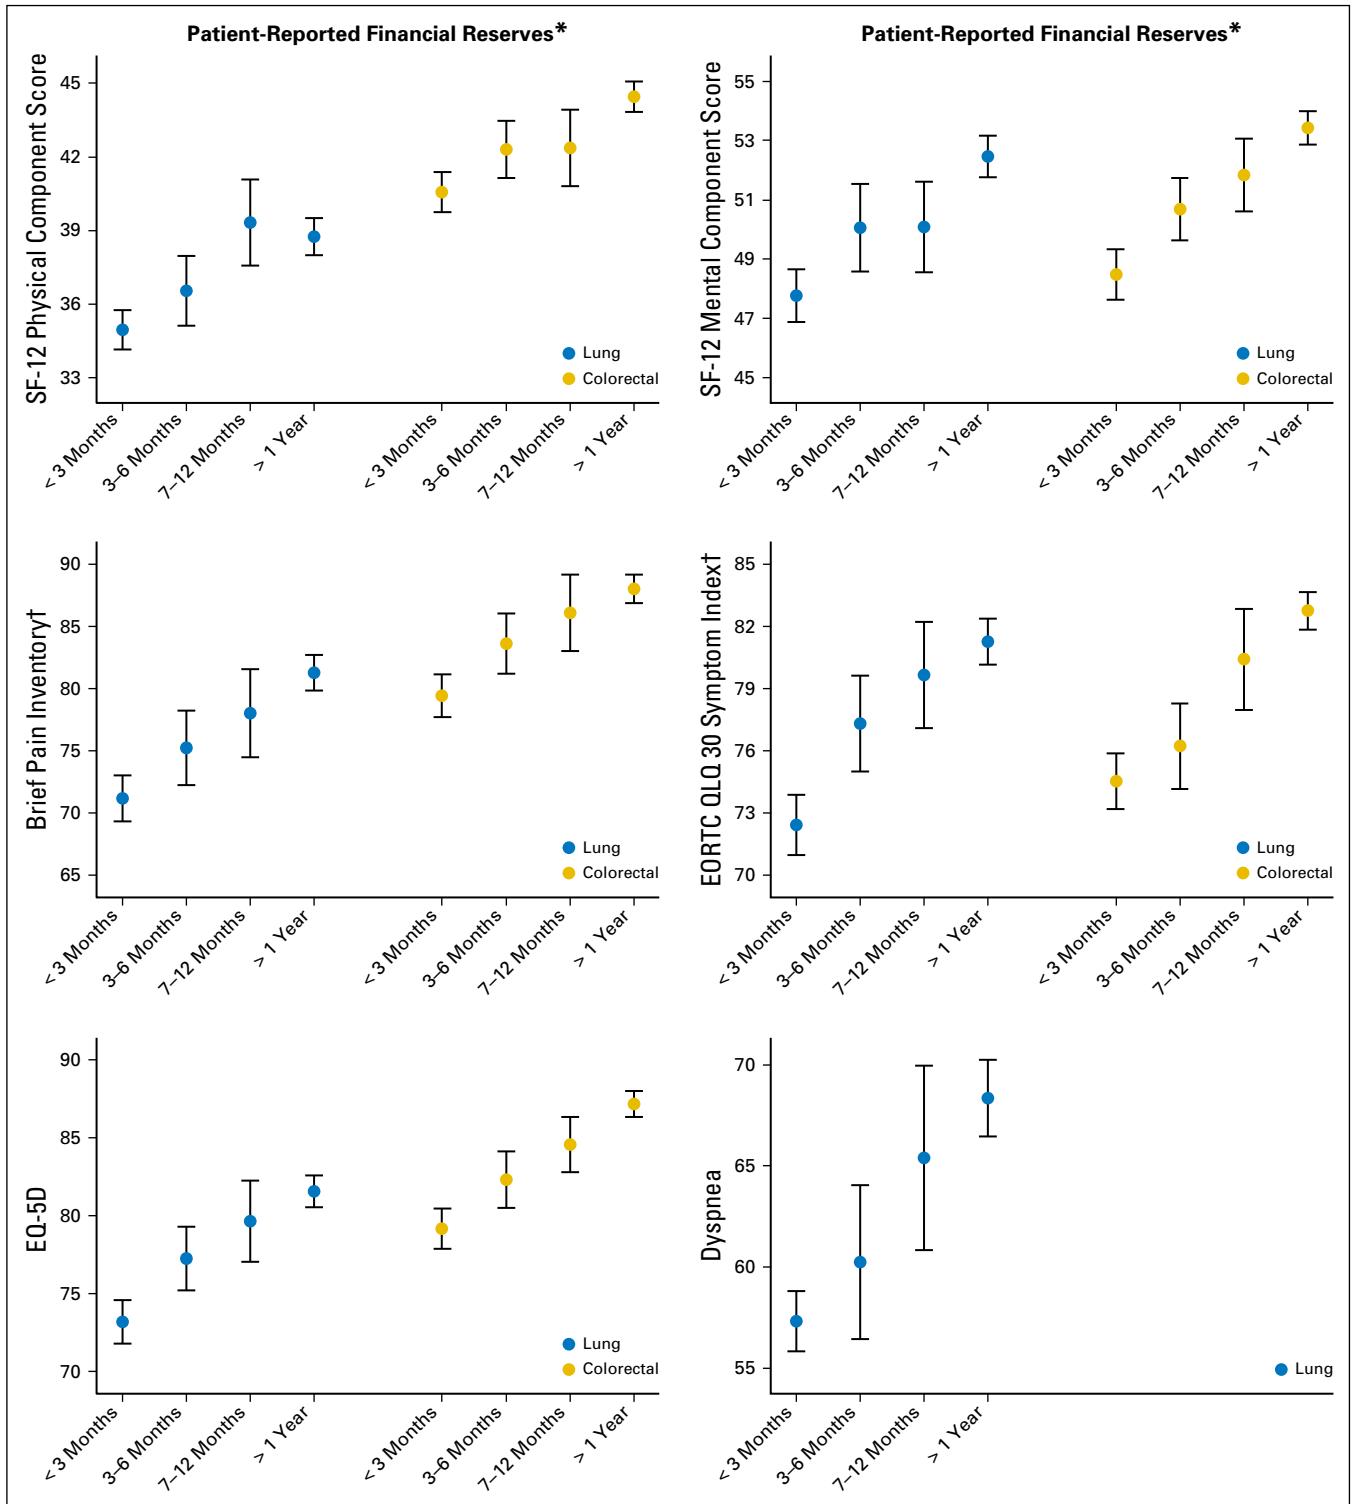 Patient-Reported Financial Reserves*
SF-12 Physical Component Score
45
42
39
36
33
Lung
Colorectal
< 3 Months
3–6 Months
7–12 Months
> 1 Year
< 3 Months
3–6 Months
7–12 Months
> 1 Year
Patient-Reported Financial Reserves*
SF-12 Mental Component Score
55
53
51
49
47
45
Lung
Colorectal
< 3 Months
3–6 Months
7–12 Months
> 1 Year
< 3 Months
3–6 Months
7–12 Months
> 1 Year
Brief Pain Inventory†
90
85
80
75
70
65
Lung
Colorectal
< 3 Months
3–6 Months
7–12 Months
> 1 Year
< 3 Months
3–6 Months
7–12 Months
> 1 Year
EORTC QLQ 30 Symptom Index†
85
82
79
76
73
70
Lung
Colorectal
< 3 Months
3–6 Months
7–12 Months
> 1 Year
< 3 Months
3–6 Months
7–12 Months
> 1 Year
EQ-5D
90
85
80
75
70
Lung
Colorectal
< 3 Months
3–6 Months
7–12 Months
> 1 Year
< 3 Months
3–6 Months
7–12 Months
> 1 Year
Dyspnea
70
65
60
55
Lung
< 3 Months
3–6 Months
7–12 Months
> 1 Year